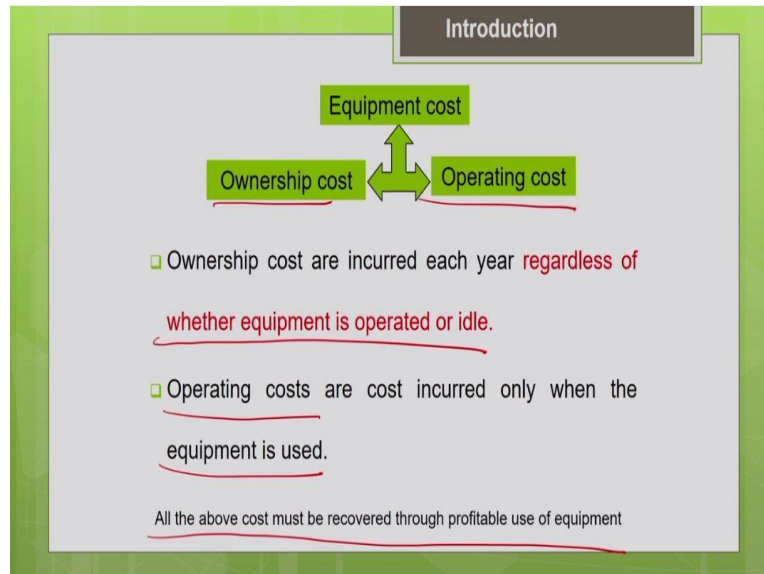 Introduction
Equipment cost
Ownership cost
Operating cost
Ownership cost are incurred each year regardless of
whether equipment is operated or idle.
Operating costs are cost incurred only when the
equipment is used.
All the above cost must be recovered through profitable use of equipment